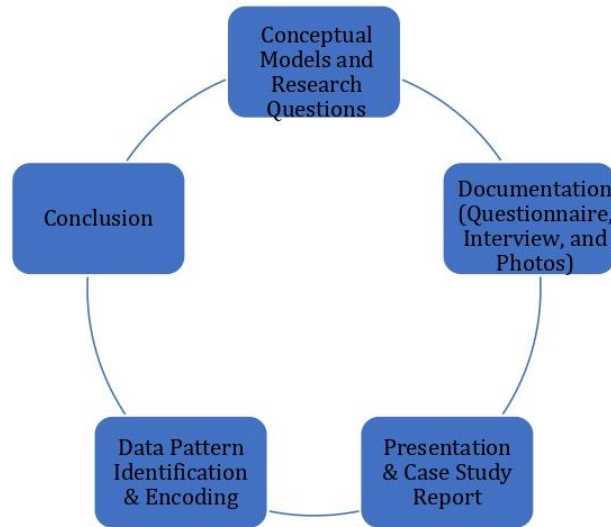 Conceptual
Models and
Research
Questions
Documentation
(Questionnaire,
Interview, and
Photos)
Presentation
& Case Study
Report
Data Pattern
Identification
& Encoding
Conclusion